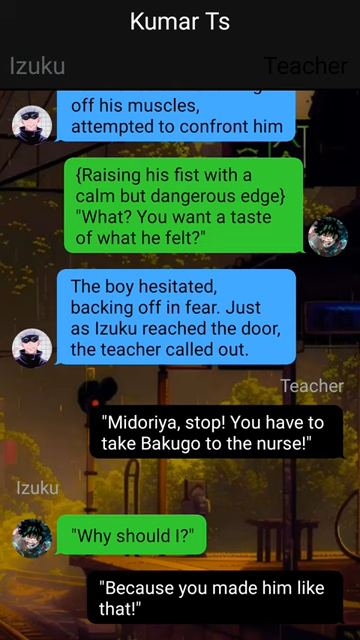 Kumar Ts
Izuku
Teacher
off his muscles,
attempted to confront him
{Raising his fist with a
calm but dangerous edge}
"What? You want a taste
of what he felt?"
The boy hesitated,
backing off in fear. Just
as Izuku reached the door,
the teacher called out.
Teacher
"Midoriya, stop! You have to
take Bakugo to the nurse!"
Izuku
"Why should I?"
"Because you made him like
that!"